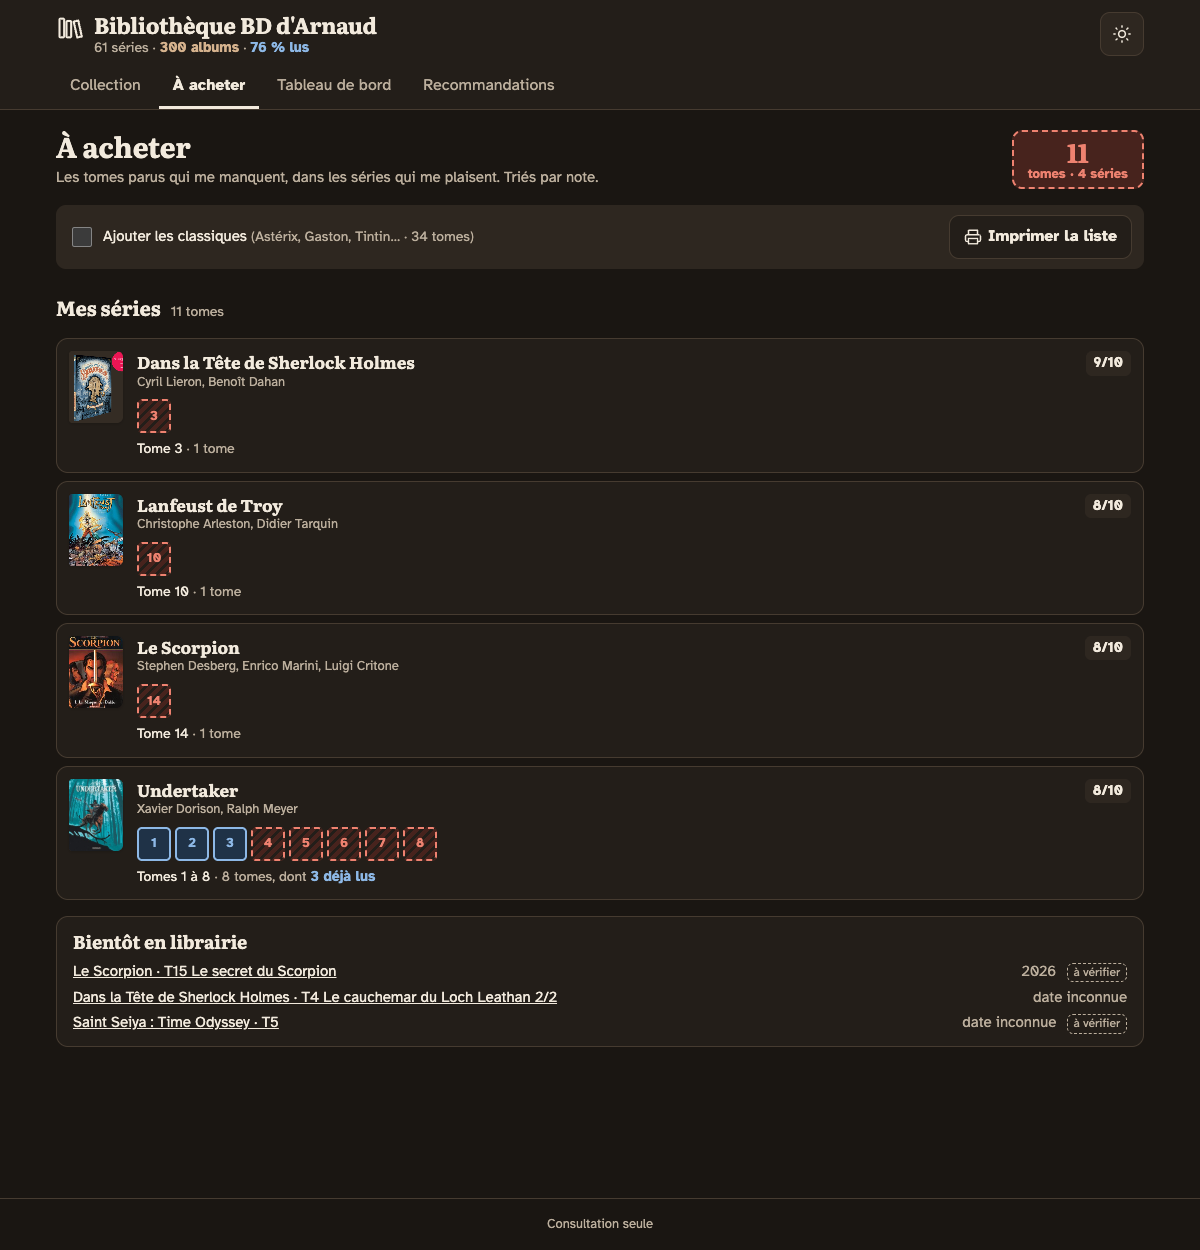 Bibliothèque BD d'Arnaud
61 séries · 300 albums · 76 % lus
Collection À acheter Tableau de bord Recommandations
À acheter
Les tomes parus qui me manquent, dans les séries qui me plaisent. Triés par note.
11
tomes · 4 séries
Ajouter les classiques (Astérix, Gaston, Tintin... · 34 tomes)
Imprimer la liste
Mes séries 11 tomes
Dans la Tête de Sherlock Holmes
9/10
Cyril Lieron, Benoît Dahan
3
Tome 3 · 1 tome
Lanfeust de Troy
8/10
Christophe Arleston, Didier Tarquin
10
Tome 10 · 1 tome
SCORPION
Le Scorpion
8/10
Stephen Desberg, Enrico Marini, Luigi Critone
14
Tome 14 · 1 tome
UNDERTAKER
Undertaker
8/10
Xavier Dorison, Ralph Meyer
1 2 3 4 5 6 7 8
Tomes 1 à 8 · 8 tomes, dont 3 déjà lus
Bientôt en librairie
Le Scorpion · T15 Le secret du Scorpion 2026 à vérifier
Dans la Tête de Sherlock Holmes · T4 Le cauchemar du Loch Leathan 2/2 date inconnue
Saint Seiya : Time Odyssey · T5 date inconnue à vérifier
Consultation seule